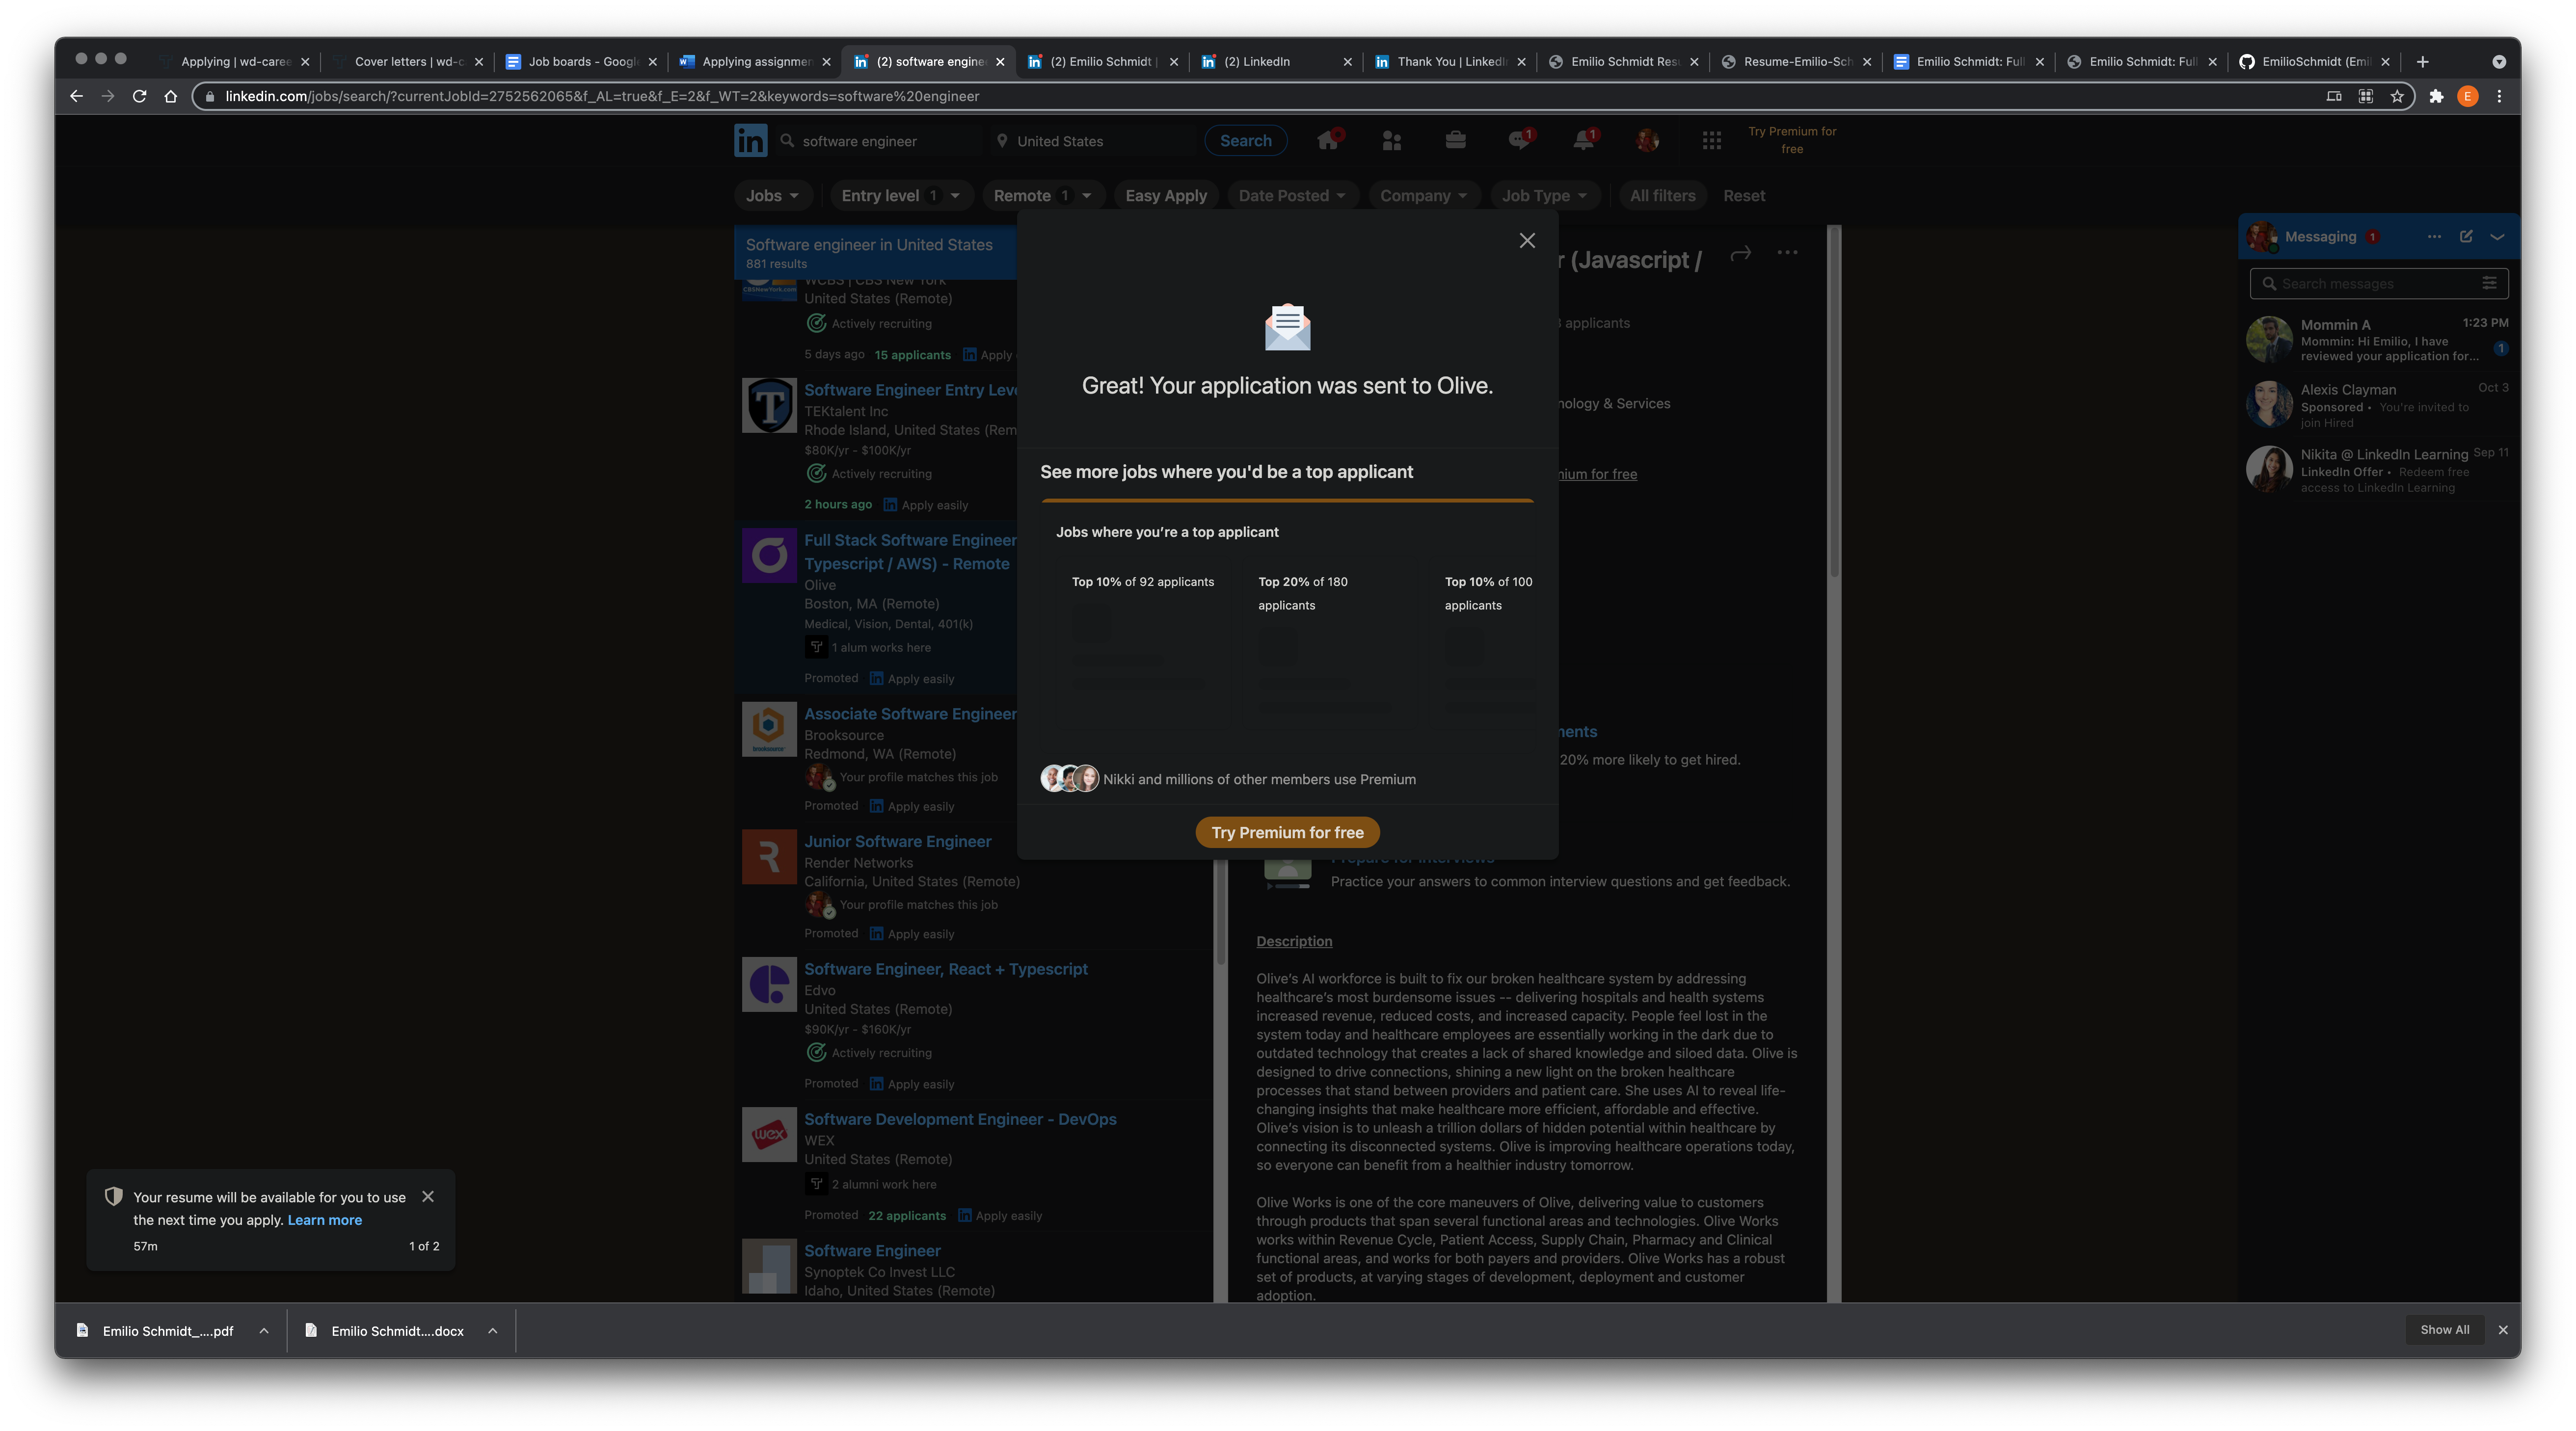 Applying | wd-caree
Cover letters | wd-c
Job boards - Google
Applying assignmen
(2) software enginee
(2) Emilio Schmidt |
(2) LinkedIn
Thank You | LinkedIn
Emilio Schmidt Resu
Resume-Emilio-Sch
Emilio Schmidt: Full
Emilio Schmidt: Full
EmilioSchmidt (Emil
linkedin.com/jobs/search/?currentJobId=2752562065&f_AL=true&f_E=2&f_WT=2&keywords=software%20engineer
E
in
software engineer
United States
Search
1
1
Try Premium for
free
Jobs
Entry level 1
Remote 1
Easy Apply
Date Posted
Company
Job Type
All filters
Reset
Software engineer in United States
881 results
WCBS | CBS New York
United States (Remote)
Actively recruiting
5 days ago 15 applicants Apply
Software Engineer Entry Leve
TEKtalent Inc
Rhode Island, United States (Rem
$80K/yr - $100K/yr
Actively recruiting
2 hours ago Apply easily
Full Stack Software Engineer
Typescript / AWS) - Remote
Olive
Boston, MA (Remote)
Medical, Vision, Dental, 401(k)
1 alum works here
Promoted Apply easily
Associate Software Engineer
Brooksource
Redmond, WA (Remote)
Your profile matches this job
Promoted Apply easily
Junior Software Engineer
Render Networks
California, United States (Remote)
Your profile matches this job
Promoted Apply easily
Software Engineer, React + Typescript
Edvo
United States (Remote)
$90K/yr - $160K/yr
Actively recruiting
Promoted Apply easily
Software Development Engineer - DevOps
WEX
United States (Remote)
2 alumni work here
Promoted 22 applicants Apply easily
Software Engineer
Synoptek Co Invest LLC
Idaho, United States (Remote)
Great! Your application was sent to Olive.
See more jobs where you'd be a top applicant
Jobs where you're a top applicant
Top 10% of 92 applicants
Top 20% of 180
applicants
Top 10% of 100
applicants
Nikki and millions of other members use Premium
Try Premium for free
r (Javascript /
applicants
nology & Services
nium for free
ments
20% more likely to get hired.
Prepare for interviews
Practice your answers to common interview questions and get feedback.
Description
Olive's AI workforce is built to fix our broken healthcare system by addressing
healthcare's most burdensome issues -- delivering hospitals and health systems
increased revenue, reduced costs, and increased capacity. People feel lost in the
system today and healthcare employees are essentially working in the dark due to
outdated technology that creates a lack of shared knowledge and siloed data. Olive is
designed to drive connections, shining a new light on the broken healthcare
processes that stand between providers and patient care. She uses AI to reveal life-
changing insights that make healthcare more efficient, affordable and effective.
Olive's vision is to unleash a trillion dollars of hidden potential within healthcare by
connecting its disconnected systems. Olive is improving healthcare operations today,
so everyone can benefit from a healthier industry tomorrow.
Olive Works is one of the core maneuvers of Olive, delivering value to customers
through products that span several functional areas and technologies. Olive Works
works within Revenue Cycle, Patient Access, Supply Chain, Pharmacy and Clinical
functional areas, and works for both payers and providers. Olive Works has a robust
set of products, at varying stages of development, deployment and customer
adoption.
Messaging 1
Search messages
Mommin A 1:23 PM
Mommin: Hi Emilio, I have
reviewed your application for... 1
Alexis Clayman Oct 3
Sponsored • You're invited to
join Hired
Nikita @ LinkedIn Learning Sep 11
LinkedIn Offer • Redeem free
access to LinkedIn Learning
Your resume will be available for you to use
the next time you apply. Learn more
57m 1 of 2
Emilio Schmidt_....pdf
Emilio Schmidt....docx
Show All